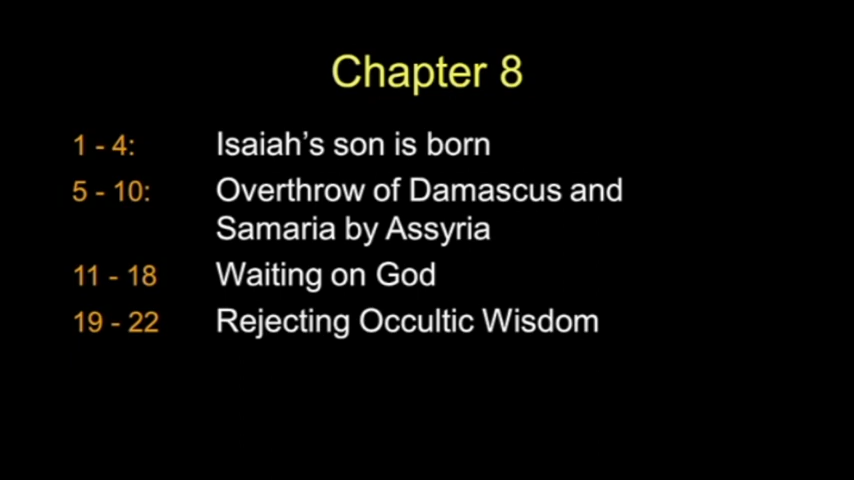 Chapter 8
1 - 4: Isaiah's son is born
5 - 10: Overthrow of Damascus and
Samaria by Assyria
11 - 18 Waiting on God
19 - 22 Rejecting Occultic Wisdom